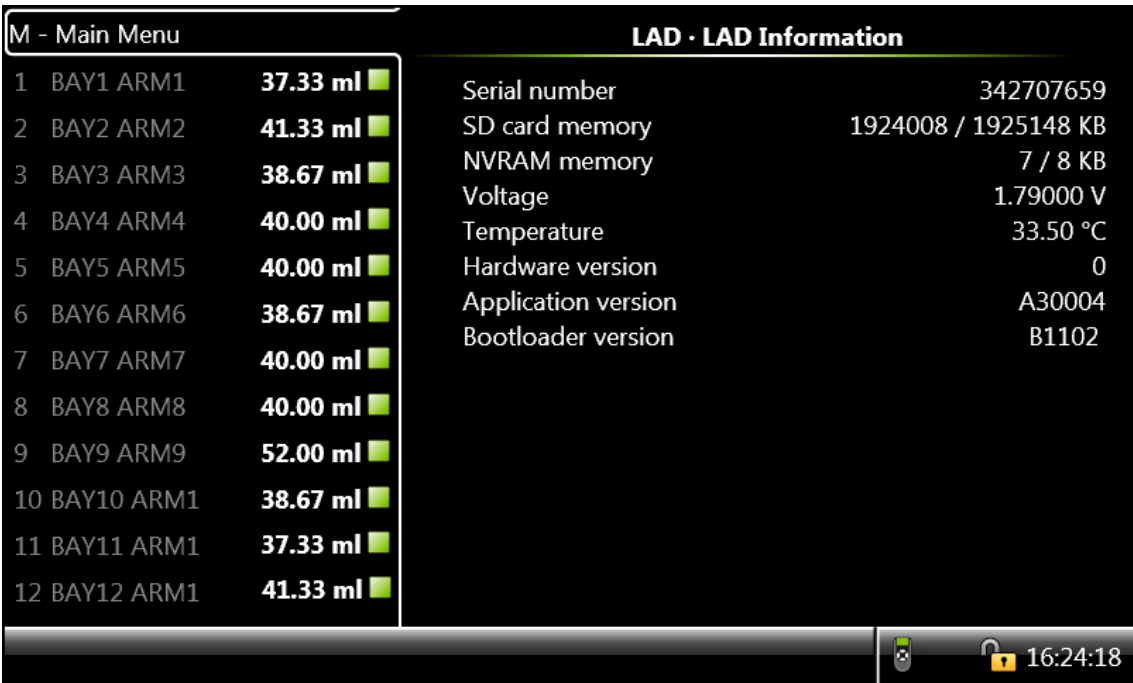 M - Main Menu
1 BAY1 ARM1 37.33 ml
2 BAY2 ARM2 41.33 ml
3 BAY3 ARM3 38.67 ml
4 BAY4 ARM4 40.00 ml
5 BAY5 ARM5 40.00 ml
6 BAY6 ARM6 38.67 ml
7 BAY7 ARM7 40.00 ml
8 BAY8 ARM8 40.00 ml
9 BAY9 ARM9 52.00 ml
10 BAY10 ARM1 38.67 ml
11 BAY11 ARM1 37.33 ml
12 BAY12 ARM1 41.33 ml
LAD · LAD Information
Serial number 342707659
SD card memory 1924008 / 1925148 KB
NVRAM memory 7 / 8 KB
Voltage 1.79000 V
Temperature 33.50 °C
Hardware version 0
Application version A30004
Bootloader version B1102
16:24:18